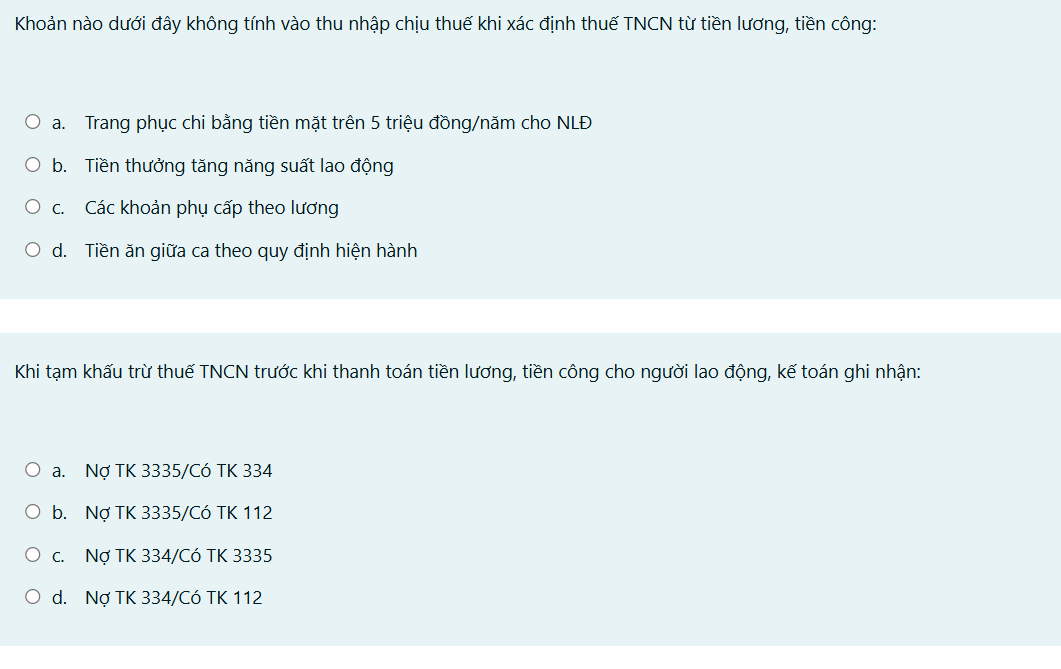 Khoản nào dưới đây không tính vào thu nhập chịu thuế khi xác định thuế TNCN từ tiền lương, tiền công:
a. Trang phục chi bằng tiền mặt trên 5 triệu đồng/năm cho NLĐ
b. Tiền thưởng tăng năng suất lao động
c. Các khoản phụ cấp theo lương
d. Tiền ăn giữa ca theo quy định hiện hành
Khi tạm khấu trừ thuế TNCN trước khi thanh toán tiền lương, tiền công cho người lao động, kế toán ghi nhận:
a. Nợ TK 3335/Có TK 334
b. Nợ TK 3335/Có TK 112
c. Nợ TK 334/Có TK 3335
d. Nợ TK 334/Có TK 112